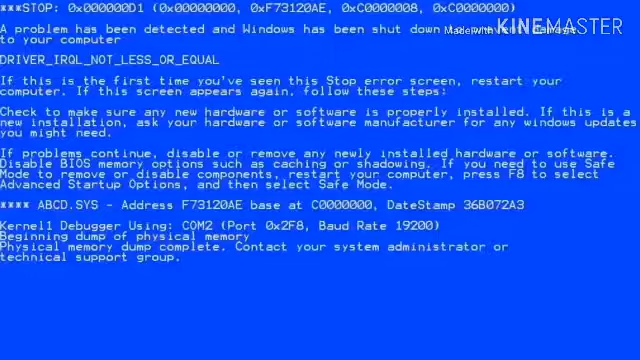 ***STOP: 0x000000D1 (0x00000000, 0xF73120AE, 0xC0000008, 0xC0000000)
A problem has been detected and Windows has been shut down to prevent damage
to your computer
DRIVER_IRQL_NOT_LESS_OR_EQUAL
If this is the first time you've seen this Stop error screen, restart your
computer. If this screen appears again, follow these steps:
Check to make sure any new hardware or software is properly installed. If this is a
new installation, ask your hardware or software manufacturer for any windows updates
you might need.
If problems continue, disable or remove any newly installed hardware or software.
Disable BIOS memory options such as caching or shadowing. If you need to use Safe
Mode to remove or disable components, restart your computer, press F8 to select
Advanced Startup Options, and then select Safe Mode.
**** ABCD.SYS - Address F73120AE base at C0000000, DateStamp 36B072A3
Kernel1 Debugger Using: COM2 (Port 0x2F8, Baud Rate 19200)
Beginning dump of physical memory
Physical memory dump complete. Contact your system administrator or
technical support group.
Made with KINEMASTER